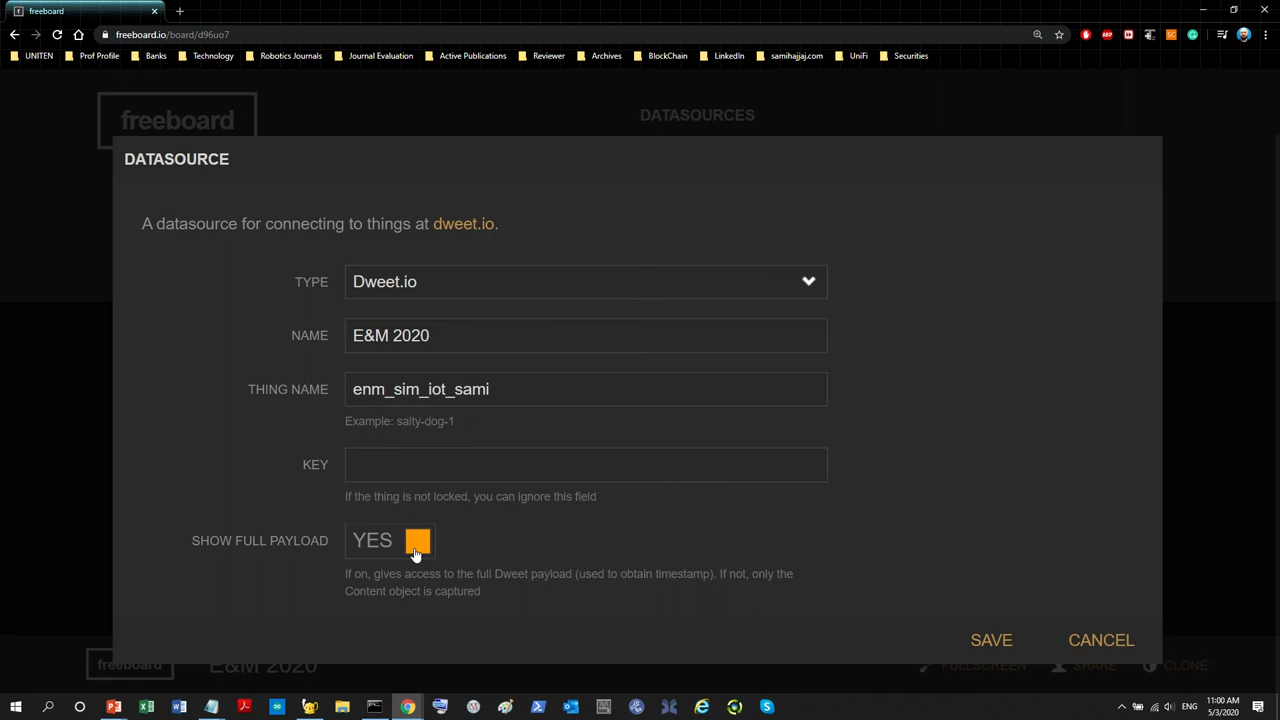 freeboard
freeboard.io/board/d96uo7
UNITEN Prof Profile Banks Technology Robotics Journals Journal Evaluation Active Publications Reviewer Archives BlockChain LinkedIn samihajjaj.com UniFi Securities
freeboard
DATASOURCES
DATASOURCE
A datasource for connecting to things at dweet.io.
TYPE Dweet.io
NAME E&M 2020
THING NAME enm_sim_iot_sami
Example: salty-dog-1
KEY
If the thing is not locked, you can ignore this field
SHOW FULL PAYLOAD YES
If on, gives access to the full Dweet payload (used to obtain timestamp). If not, only the
Content object is captured
SAVE CANCEL
freeboard E&M 2020 FULLSCREEN SHARE CLONE
ENG
11:00 AM
5/3/2020